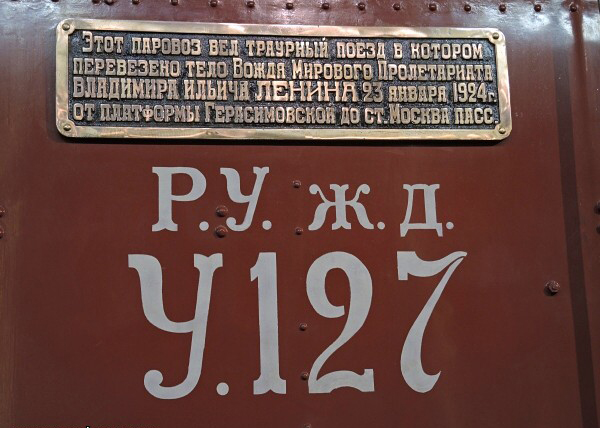 Этот паровоз вел траурный поезд в котором
перевезено тело Вождя Мирового Пролетариата
Владимира Ильича ЛЕНИНА 23 января 1924 г.
от платформы Герасимовской до ст. Москва пасс.
Р.У. Ж.Д.
У.127